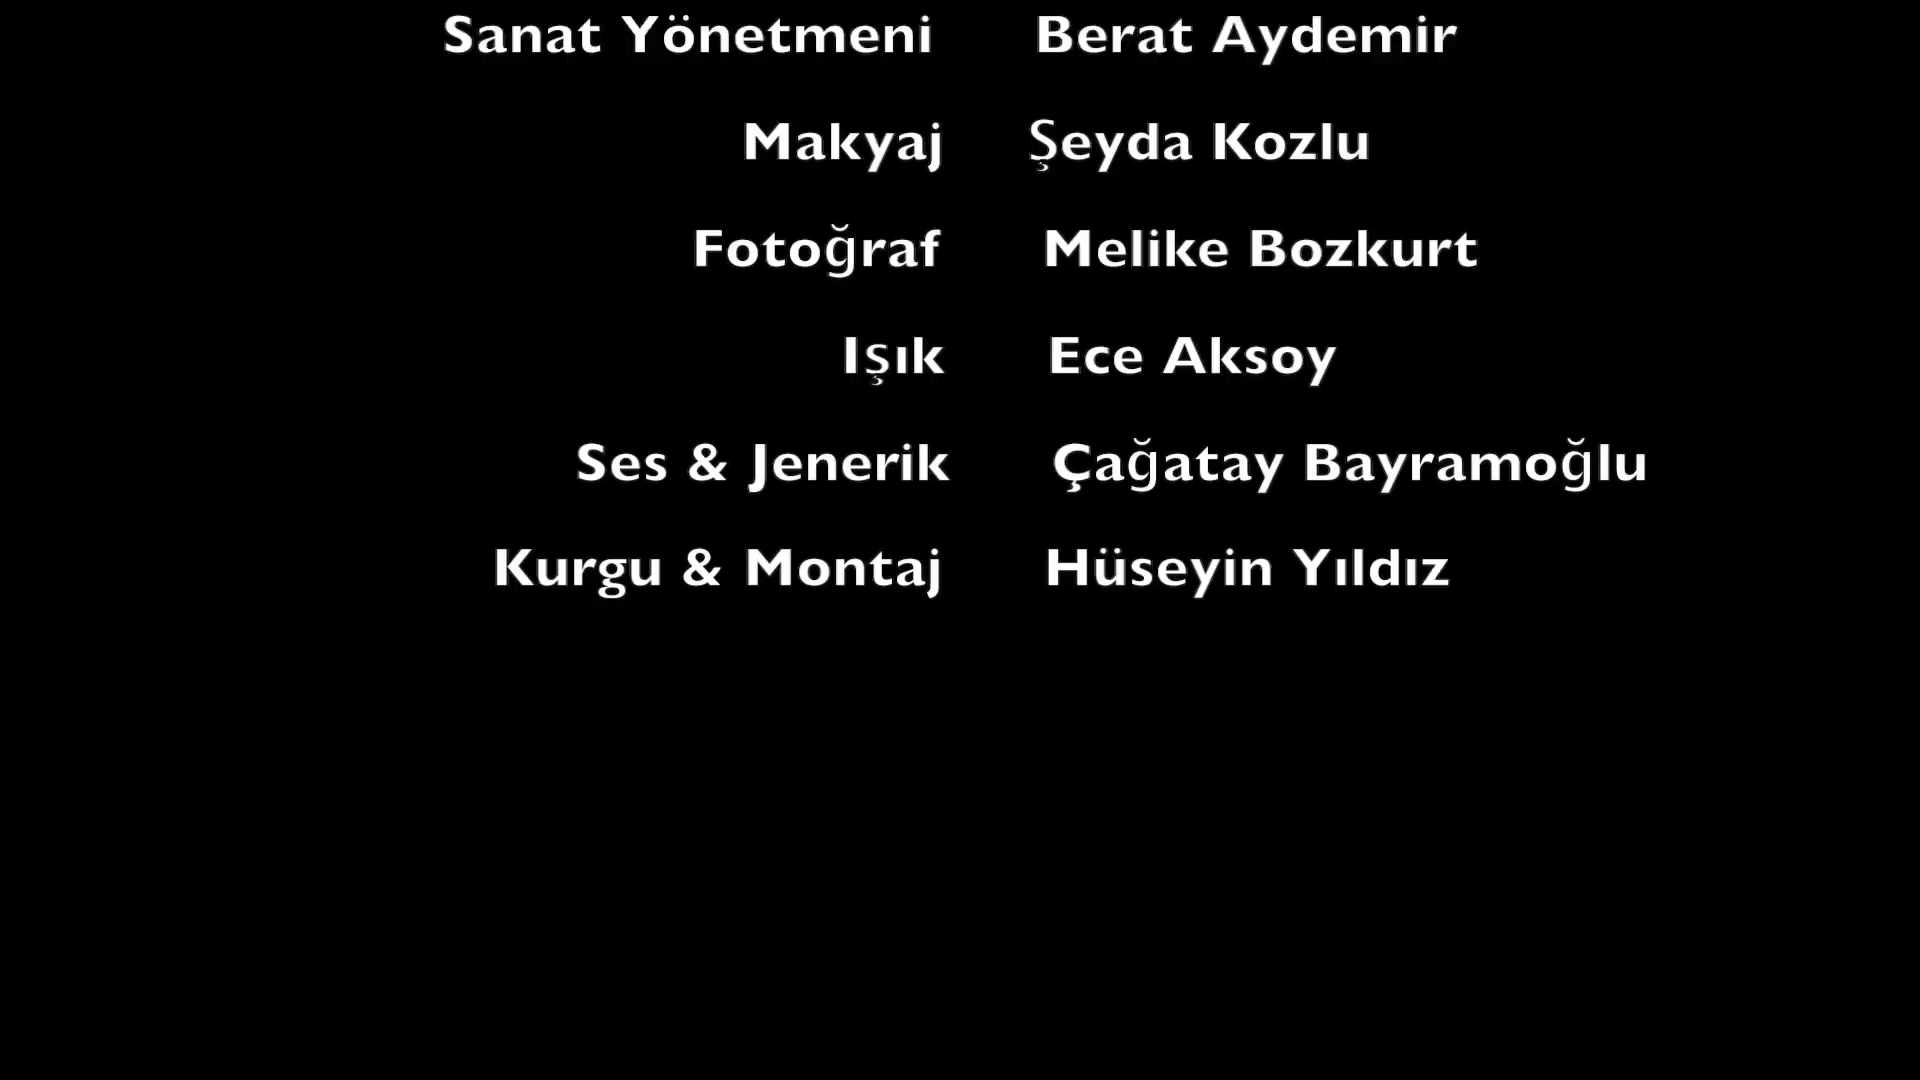 Sanat Yönetmeni Berat Aydemir
Makyaj Şeyda Kozlu
Fotoğraf Melike Bozkurt
Işık Ece Aksoy
Ses & Jenerik Çağatay Bayramoğlu
Kurgu & Montaj Hüseyin Yıldız